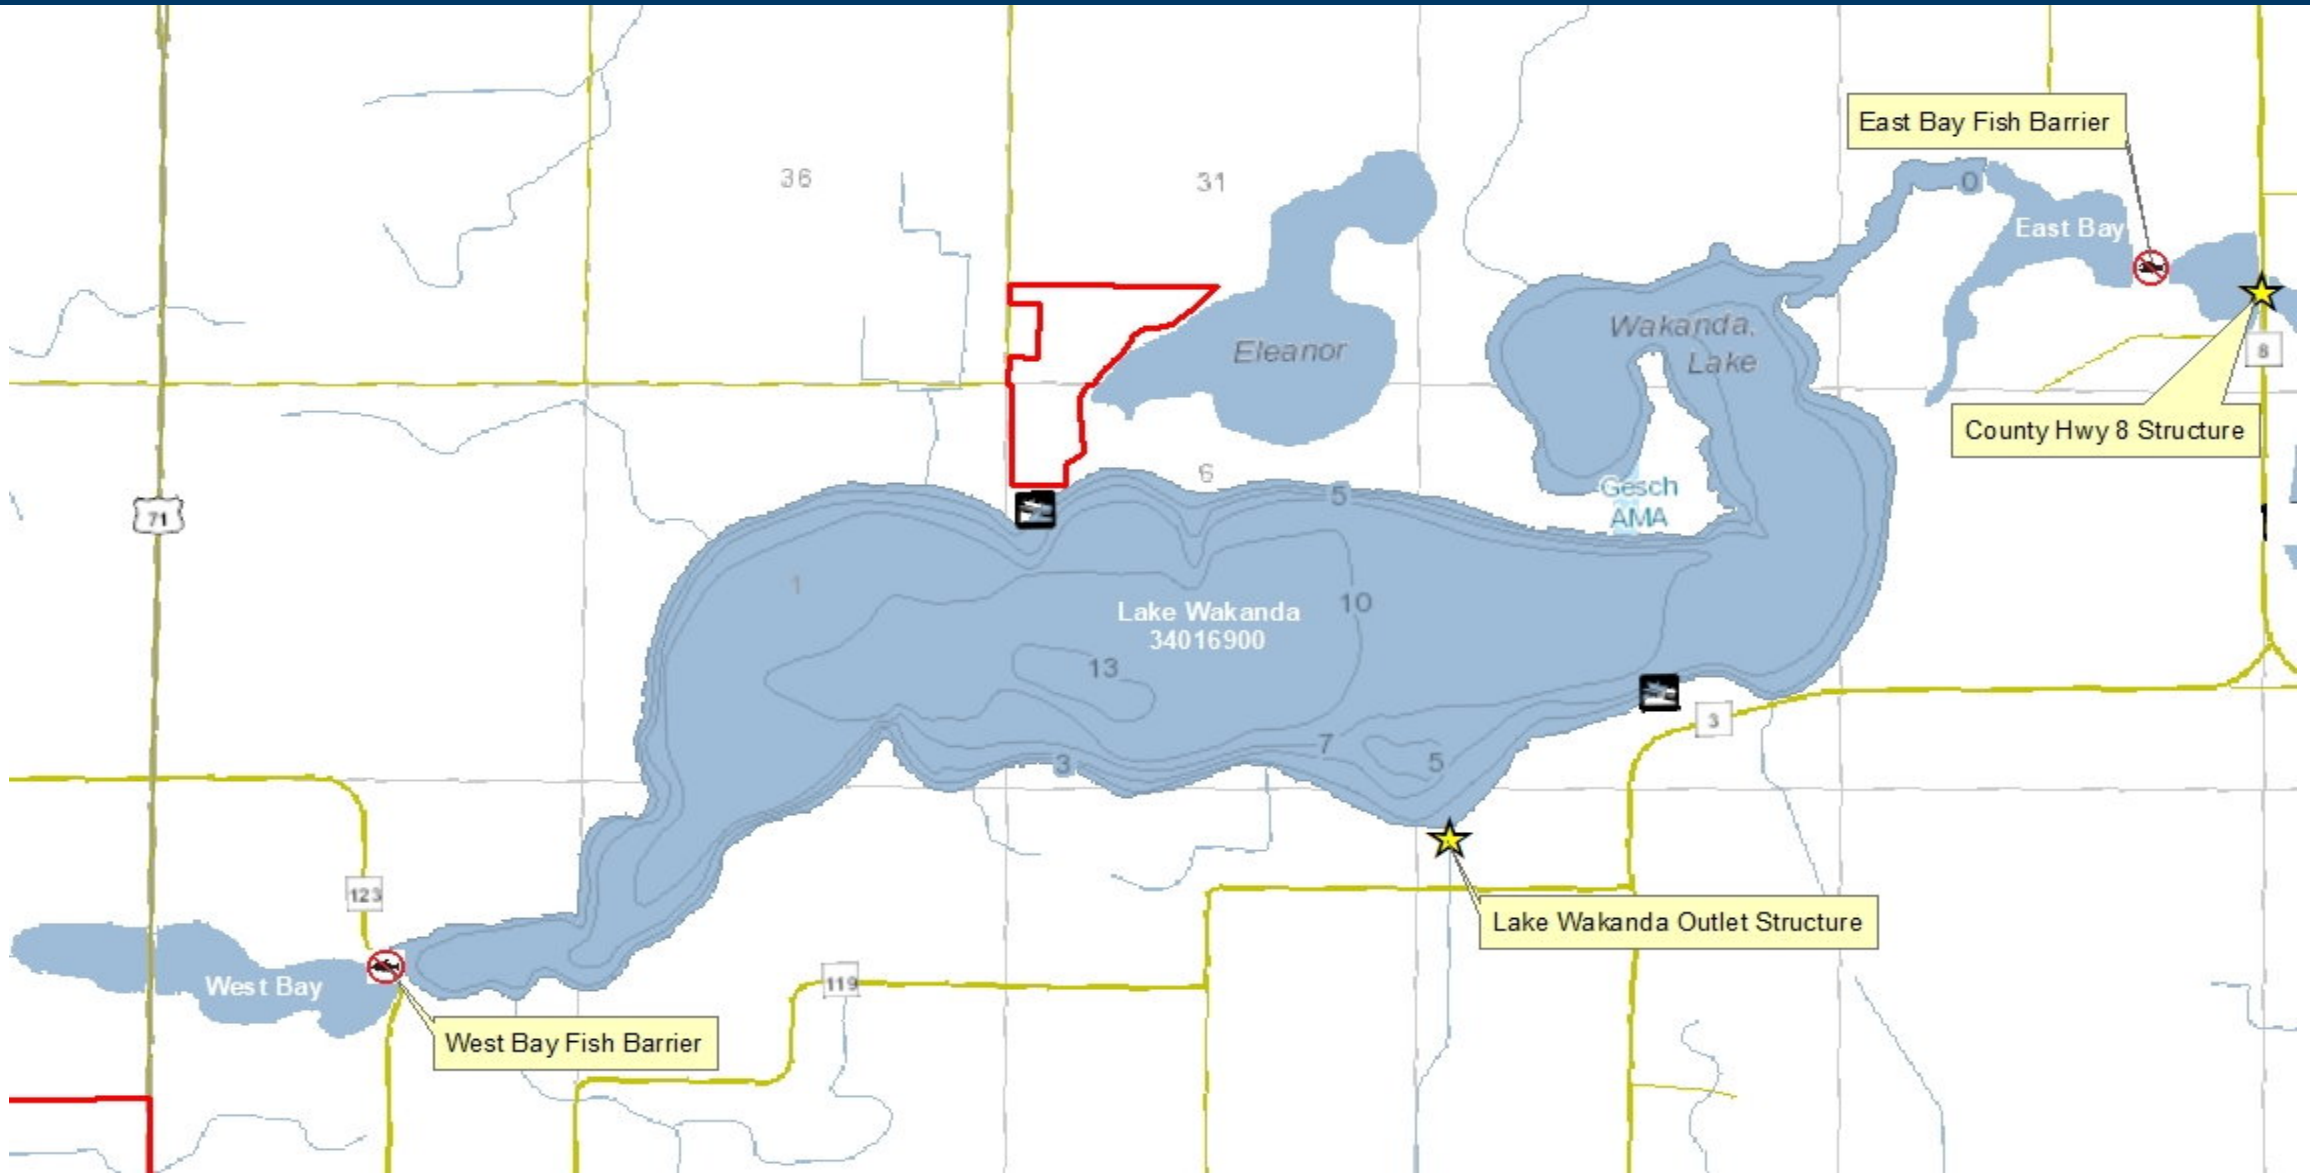 East Bay Fish Barrier
36
31
0
East Bay
Wakanda,
Lake
Eleanor
8
County Hwy 8 Structure
6
5
Gesch
AMA
71
1
10
Lake Wakanda
34016900
13
3
7
5
3
123
Lake Wakanda Outlet Structure
119
West Bay
West Bay Fish Barrier